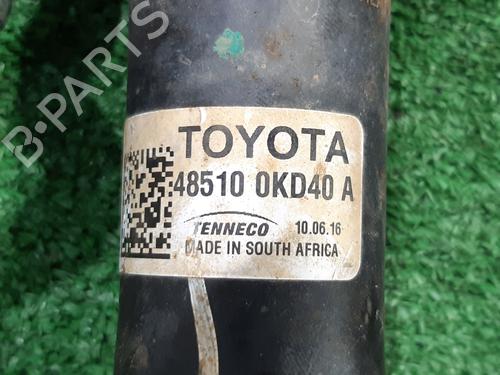 B-PARTS
TOYOTA
48510 0KD40 A
TENNECO 10.06.16
MADE IN SOUTH AFRICA